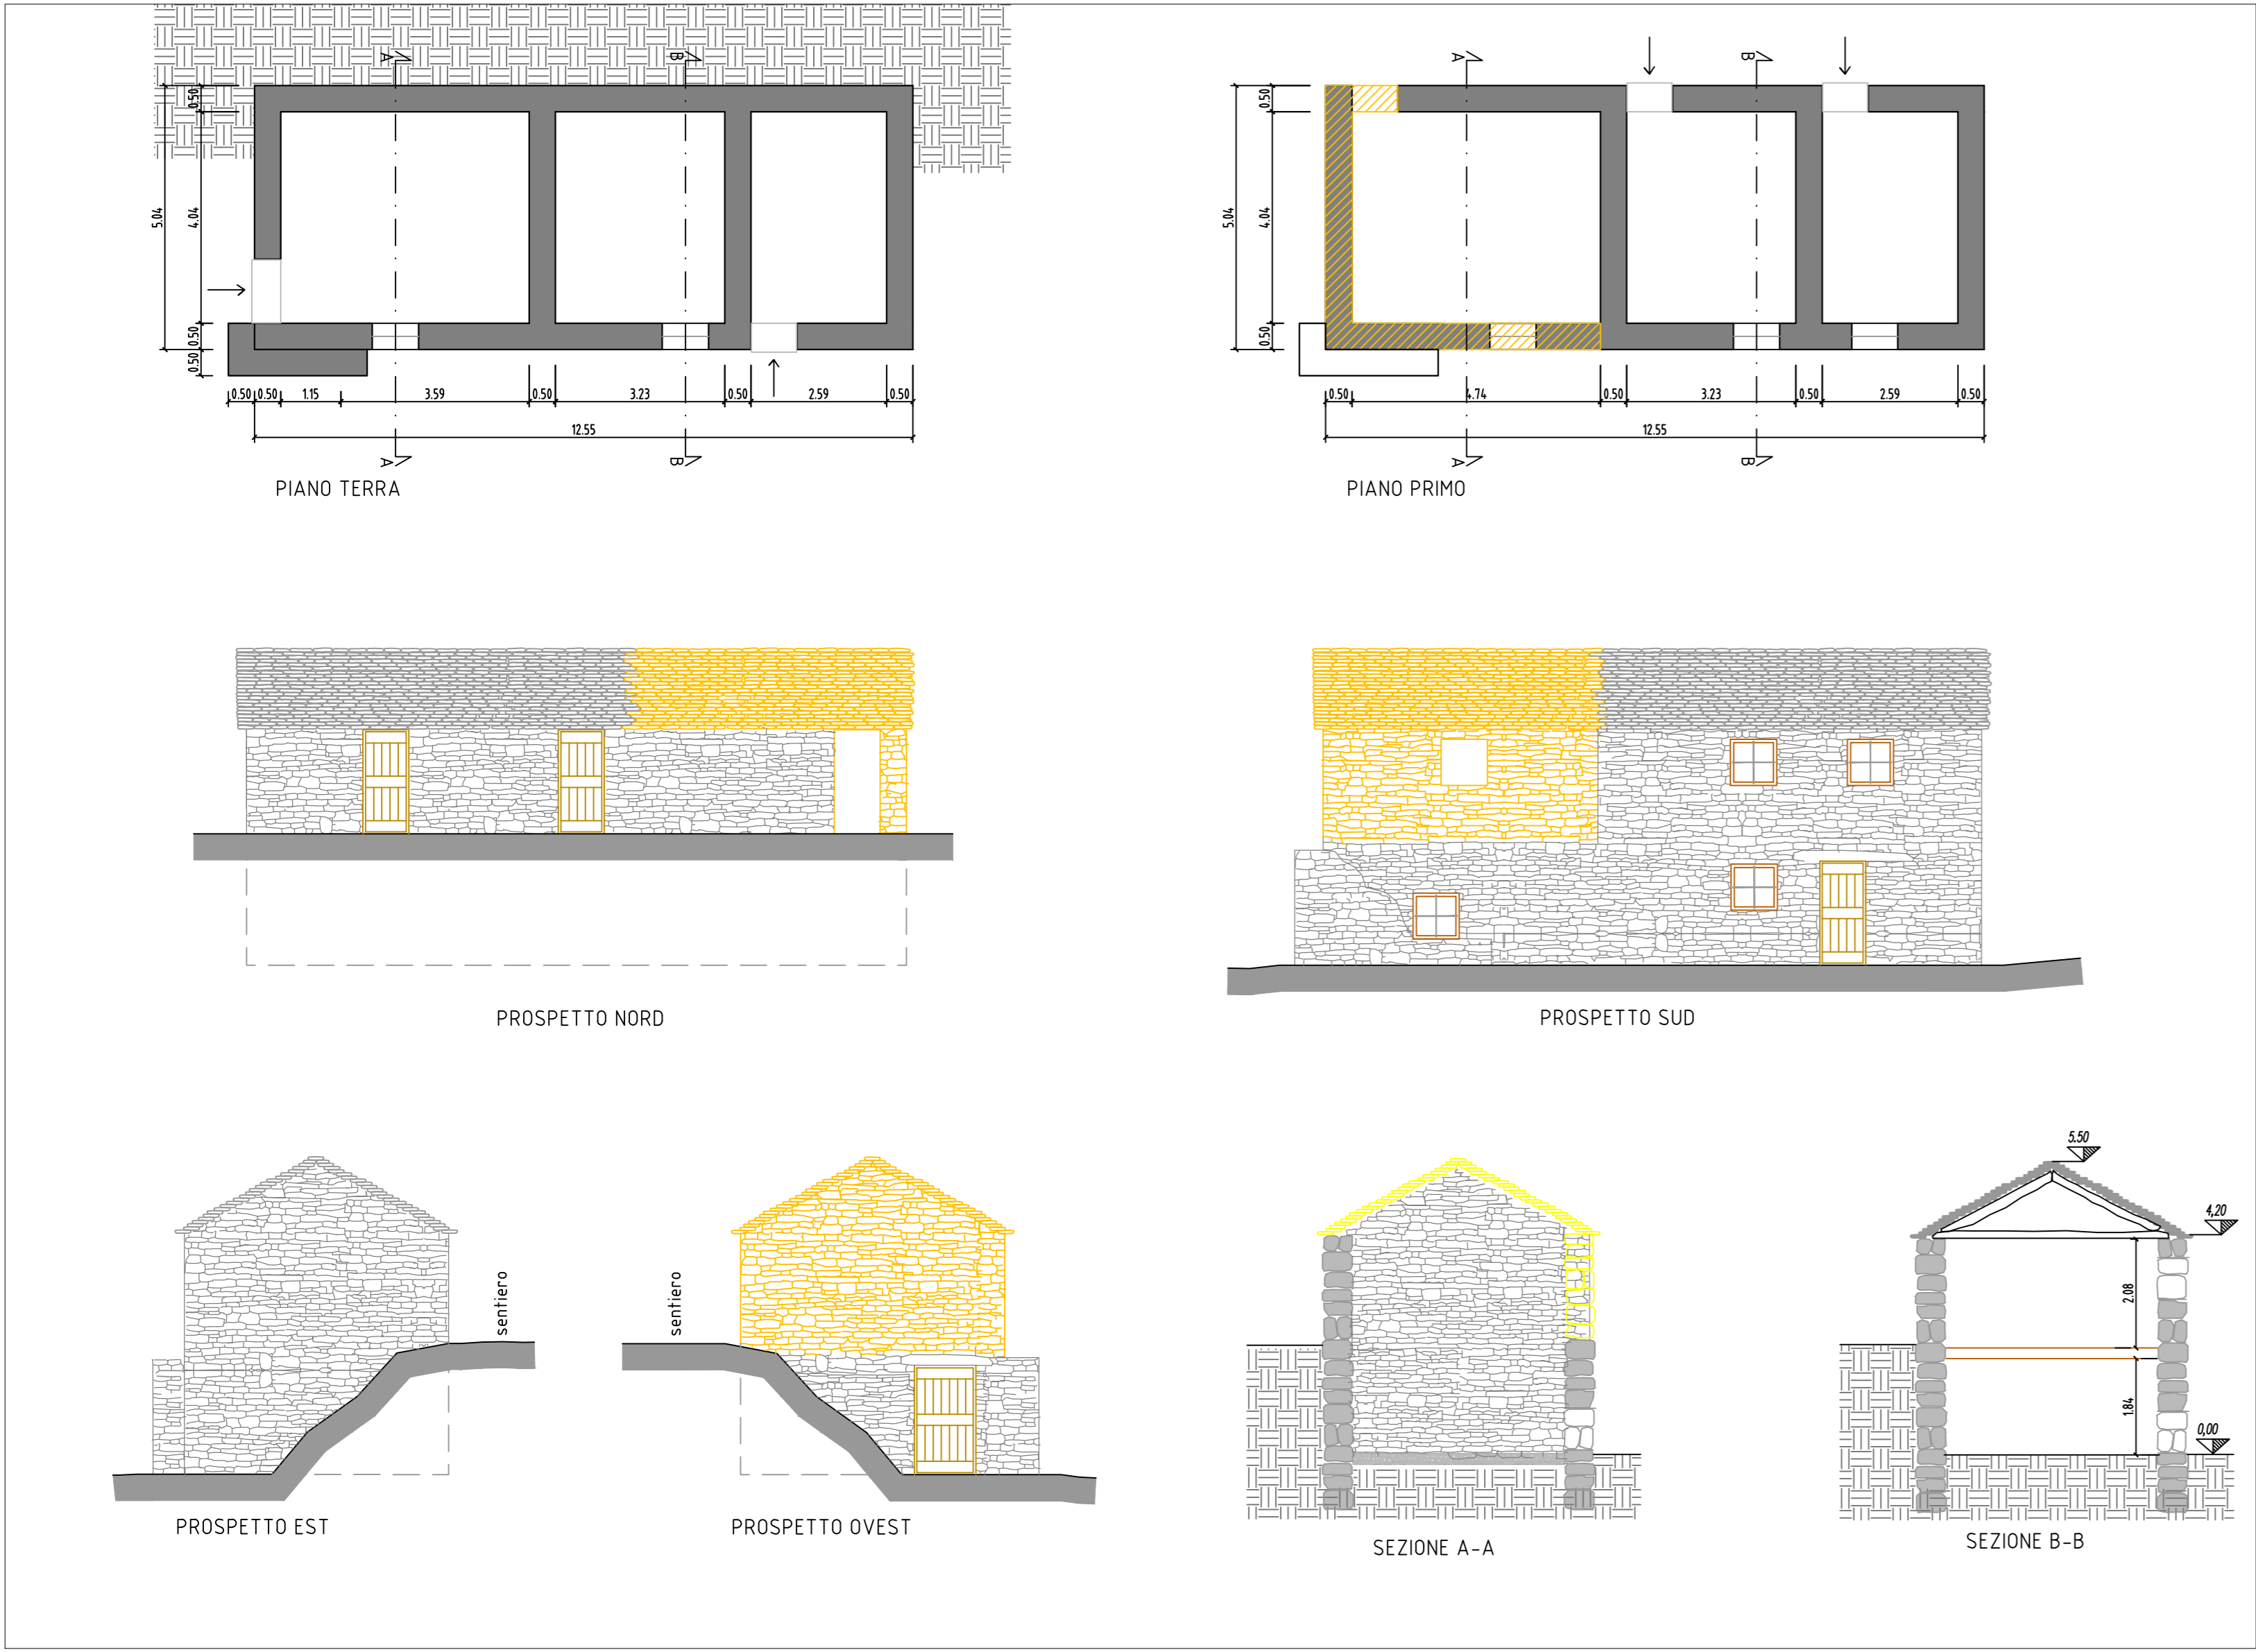 A B
0.50
5.04 4.04
0.50
0.50
0.50 0.50 1.15 3.59 0.50 3.23 0.50 2.59 0.50
12.55
A B
PIANO TERRA
A B
0.50
5.04 4.04
0.50
0.50 4.74 0.50 3.23 0.50 2.59 0.50
12.55
A B
PIANO PRIMO
PROSPETTO NORD
PROSPETTO SUD
sentiero
PROSPETTO EST
sentiero
PROSPETTO OVEST
SEZIONE A-A
5.50
4,20
2.08
1.84
0,00
SEZIONE B-B